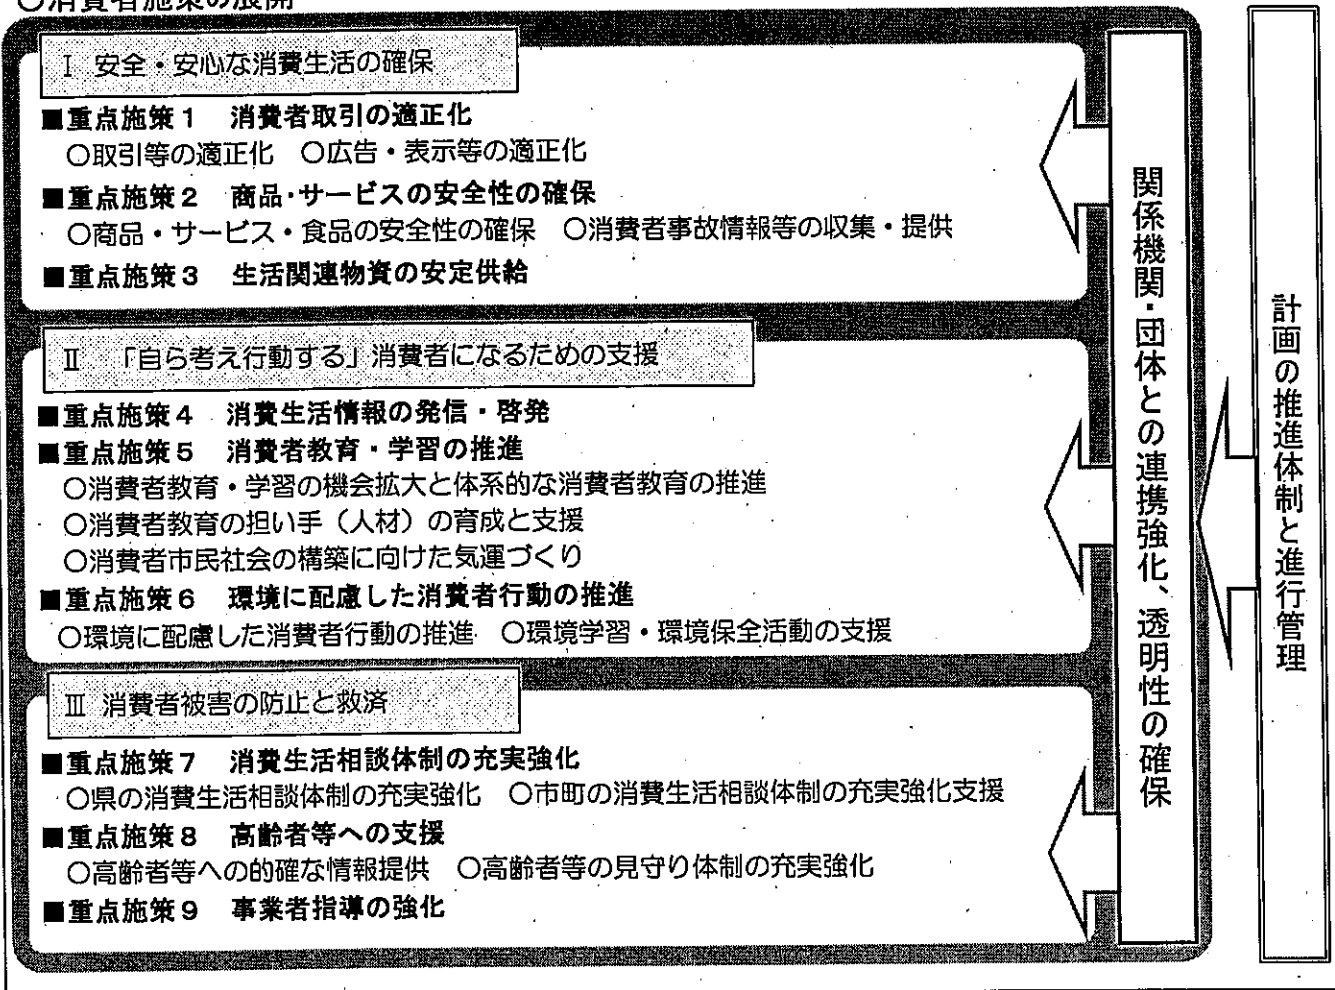 〇消費者施策の展開
Ⅰ 安全・安心な消費生活の確保
■重点施策1 消費者取引の適正化
〇取引等の適正化 〇広告・表示等の適正化
■重点施策2 商品・サービスの安全性の確保
〇商品・サービス・食品の安全性の確保 〇消費者事故情報等の収集・提供
■重点施策3 生活関連物資の安定供給
Ⅱ 「自ら考え行動する」消費者になるための支援
■重点施策4 消費生活情報の発信・啓発
■重点施策5 消費者教育・学習の推進
〇消費者教育・学習の機会拡大と体系的な消費者教育の推進
〇消費者教育の担い手（人材）の育成と支援
〇消費者市民社会の構築に向けた気運づくり
■重点施策6 環境に配慮した消費者行動の推進
〇環境に配慮した消費者行動の推進 〇環境学習・環境保全活動の支援
Ⅲ 消費者被害の防止と救済
■重点施策7 消費生活相談体制の充実強化
〇県の消費生活相談体制の充実強化 〇市町の消費生活相談体制の充実強化支援
■重点施策8 高齢者等への支援
〇高齢者等への的確な情報提供 〇高齢者等の見守り体制の充実強化
■重点施策9 事業者指導の強化
関係機関・団体との連携強化、透明性の確保
計画の推進体制と進行管理